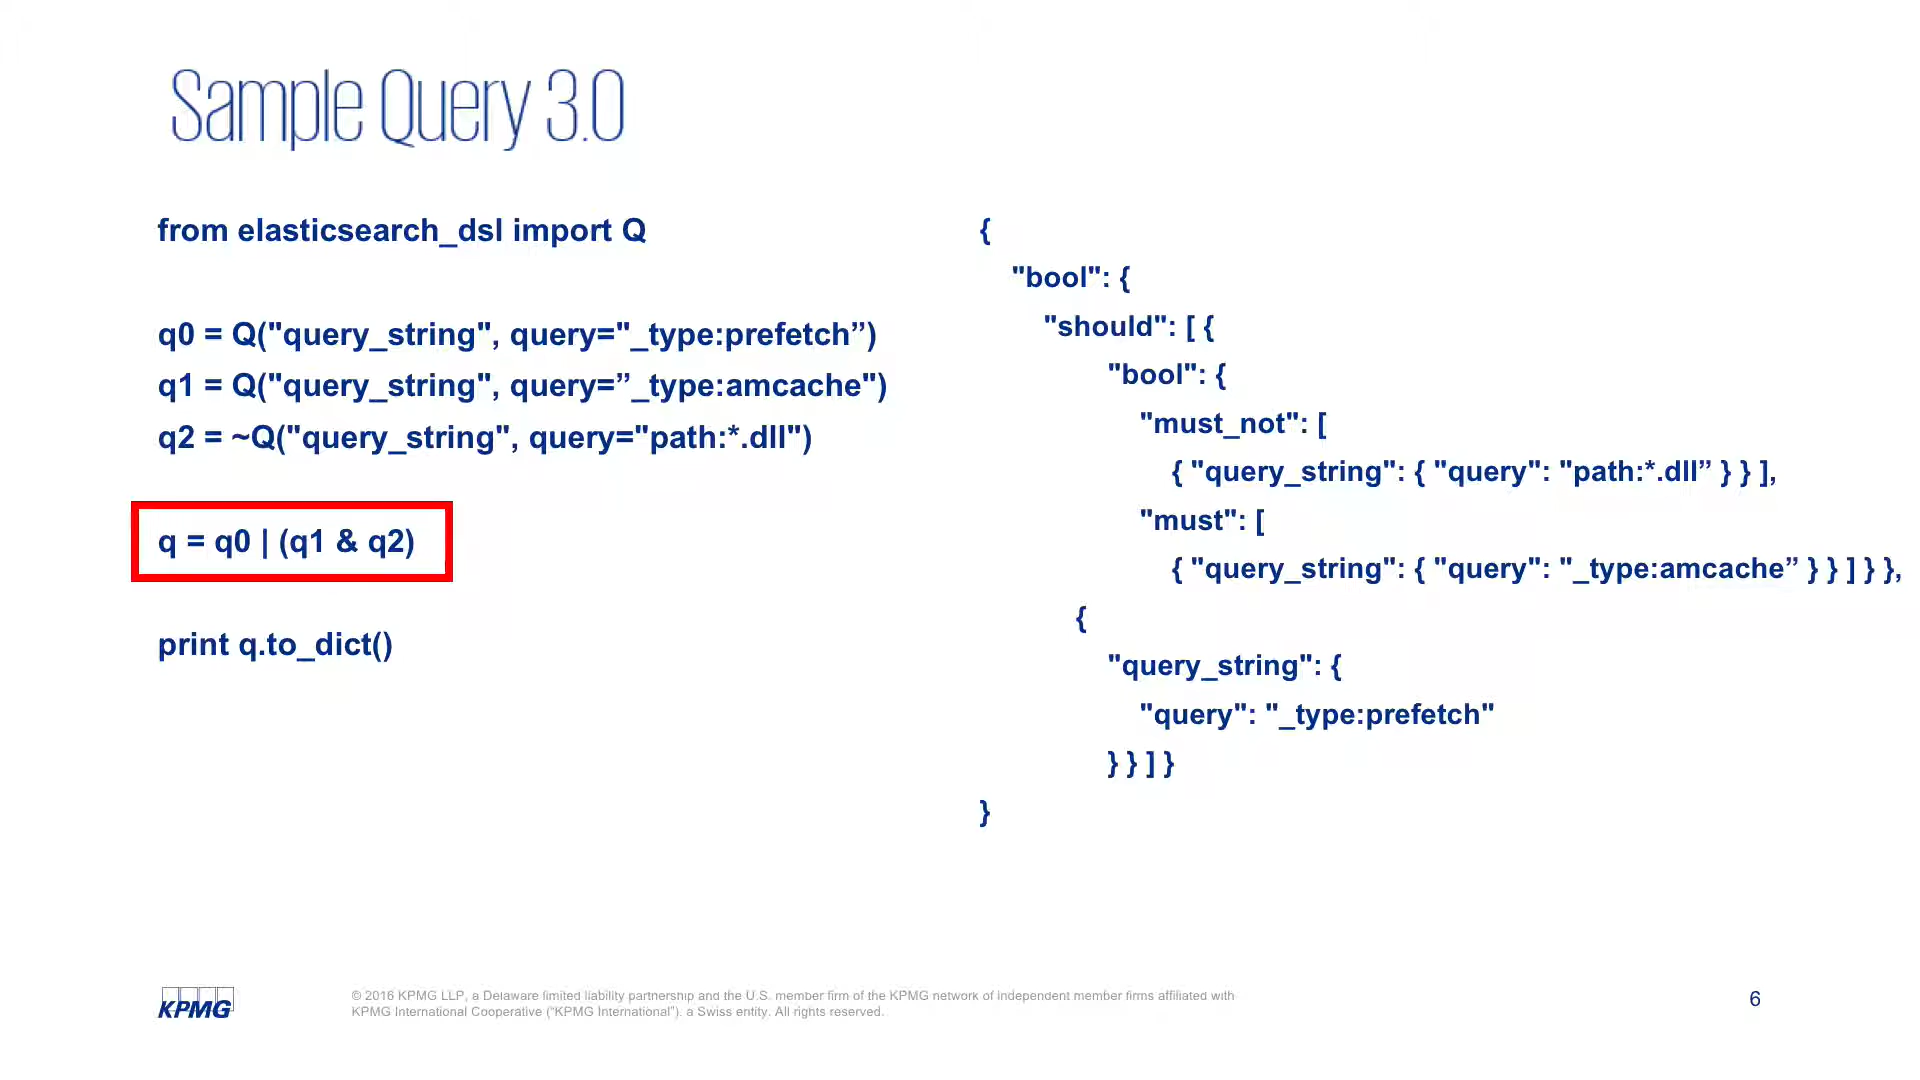 Sample Query 3.0
from elasticsearch_dsl import Q
q0 = Q("query_string", query="_type:prefetch”)
q1 = Q("query_string", query=”_type:amcache")
q2 = ~Q("query_string", query="path:*.dll")
q = q0 | (q1 & q2)
print q.to_dict()
{
"bool": {
"should": [ {
"bool": {
"must_not": [
{ "query_string": { "query": "path:*.dll” } } ],
"must": [
{ "query_string": { "query": "_type:amcache” } } ] } },
{
"query_string": {
"query": "_type:prefetch"
} } ] }
}
KPMG
© 2016 KPMG LLP, a Delaware limited liability partnership and the U.S. member firm of the KPMG network of independent member firms affiliated with
KPMG International Cooperative (“KPMG International”). a Swiss entity. All rights reserved.
6